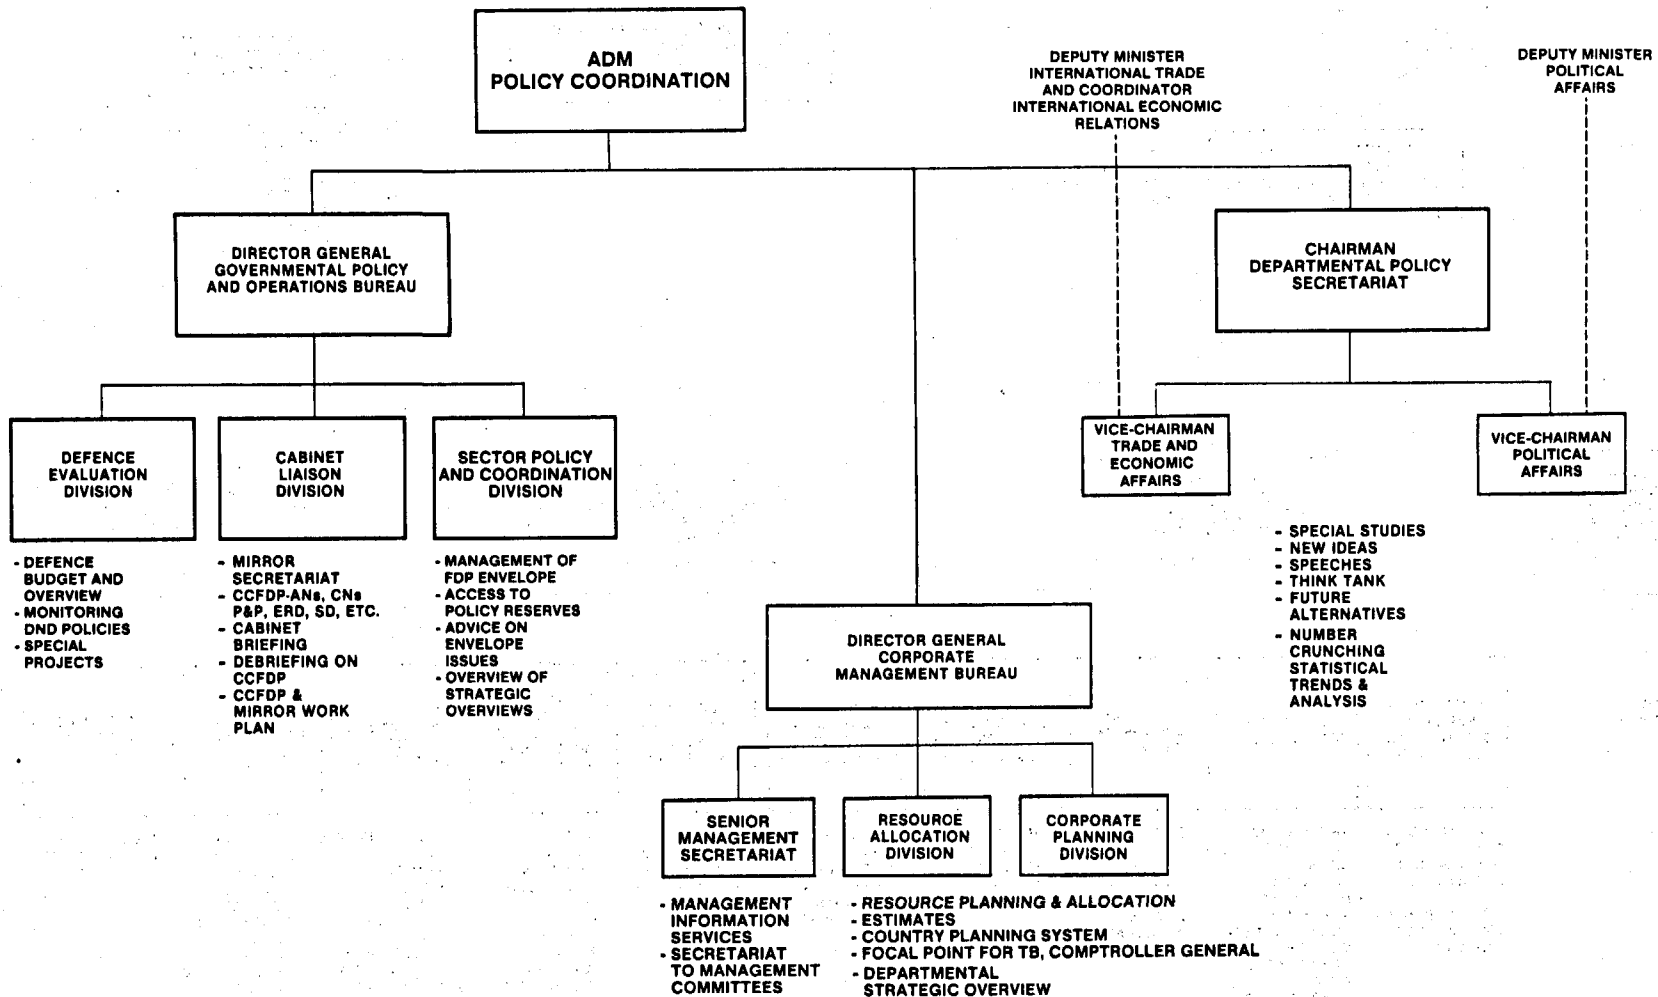 ADM
POLICY COORDINATION
DEPUTY MINISTER
INTERNATIONAL TRADE
AND COORDINATOR
INTERNATIONAL ECONOMIC
RELATIONS
DEPUTY MINISTER
POLITICAL
AFFAIRS
DIRECTOR GENERAL
GOVERNMENTAL POLICY
AND OPERATIONS BUREAU
CHAIRMAN
DEPARTMENTAL POLICY
SECRETARIAT
DEFENCE
EVALUATION
DIVISION
CABINET
LIAISON
DIVISION
SECTOR POLICY
AND COORDINATION
DIVISION
VICE-CHAIRMAN
TRADE AND
ECONOMIC
AFFAIRS
VICE-CHAIRMAN
POLITICAL
AFFAIRS
- DEFENCE
BUDGET AND
OVERVIEW
- MONITORING
DND POLICIES
- SPECIAL
PROJECTS
- MIRROR
SECRETARIAT
- CCFDP-ANs, CNs
P&P, ERD, SD, ETC.
- CABINET
BRIEFING
- DEBRIEFING ON
CCFDP
- CCFDP &
MIRROR WORK
PLAN
- MANAGEMENT OF
FDP ENVELOPE
- ACCESS TO
POLICY RESERVES
- ADVICE ON
ENVELOPE
ISSUES
- OVERVIEW OF
STRATEGIC
OVERVIEWS
- SPECIAL STUDIES
- NEW IDEAS
- SPEECHES
- THINK TANK
- FUTURE
ALTERNATIVES
- NUMBER
CRUNCHING
STATISTICAL
TRENDS &
ANALYSIS
DIRECTOR GENERAL
CORPORATE
MANAGEMENT BUREAU
SENIOR
MANAGEMENT
SECRETARIAT
RESOURCE
ALLOCATION
DIVISION
CORPORATE
PLANNING
DIVISION
- MANAGEMENT
INFORMATION
SERVICES
- SECRETARIAT
TO MANAGEMENT
COMMITTEES
- RESOURCE PLANNING & ALLOCATION
- ESTIMATES
- COUNTRY PLANNING SYSTEM
- FOCAL POINT FOR TB, COMPTROLLER GENERAL
- DEPARTMENTAL
STRATEGIC OVERVIEW